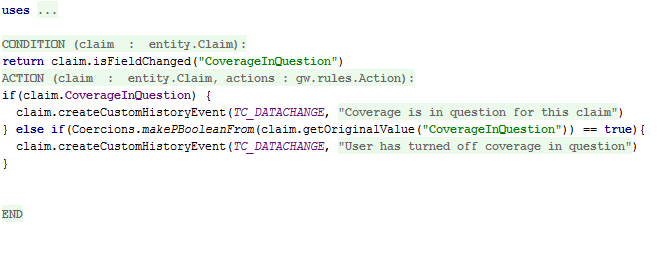 uses ...
CONDITION (claim : entity.Claim):
return claim.isFieldChanged("CoverageInQuestion")
ACTION (claim : entity.Claim, actions : gw.rules.Action):
if(claim.CoverageInQuestion) {
claim.createCustomHistoryEvent(TC_DATACHANGE, "Coverage is in question for this claim")
} else if(Coercions.makePBooleanFrom(claim.getOriginalValue("CoverageInQuestion")) == true){
claim.createCustomHistoryEvent(TC_DATACHANGE, "User has turned off coverage in question")
}
END